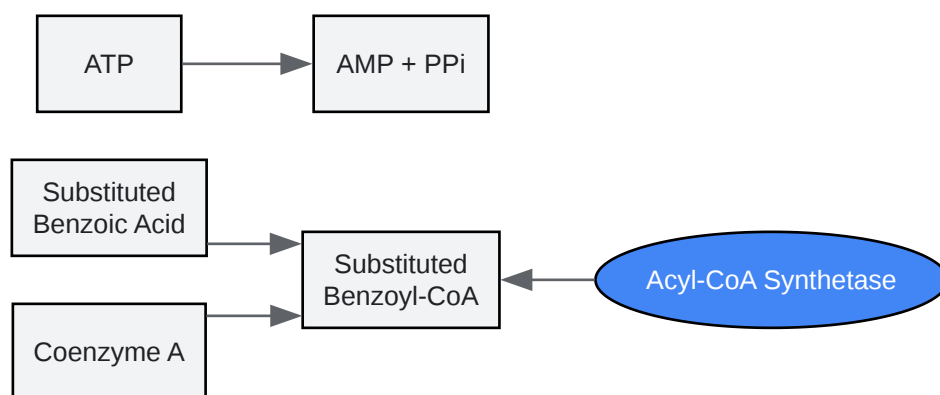 ATP
AMP + PPi
Substituted
Benzoic Acid
Substituted
Benzoyl-CoA
Acyl-CoA Synthetase
Coenzyme A